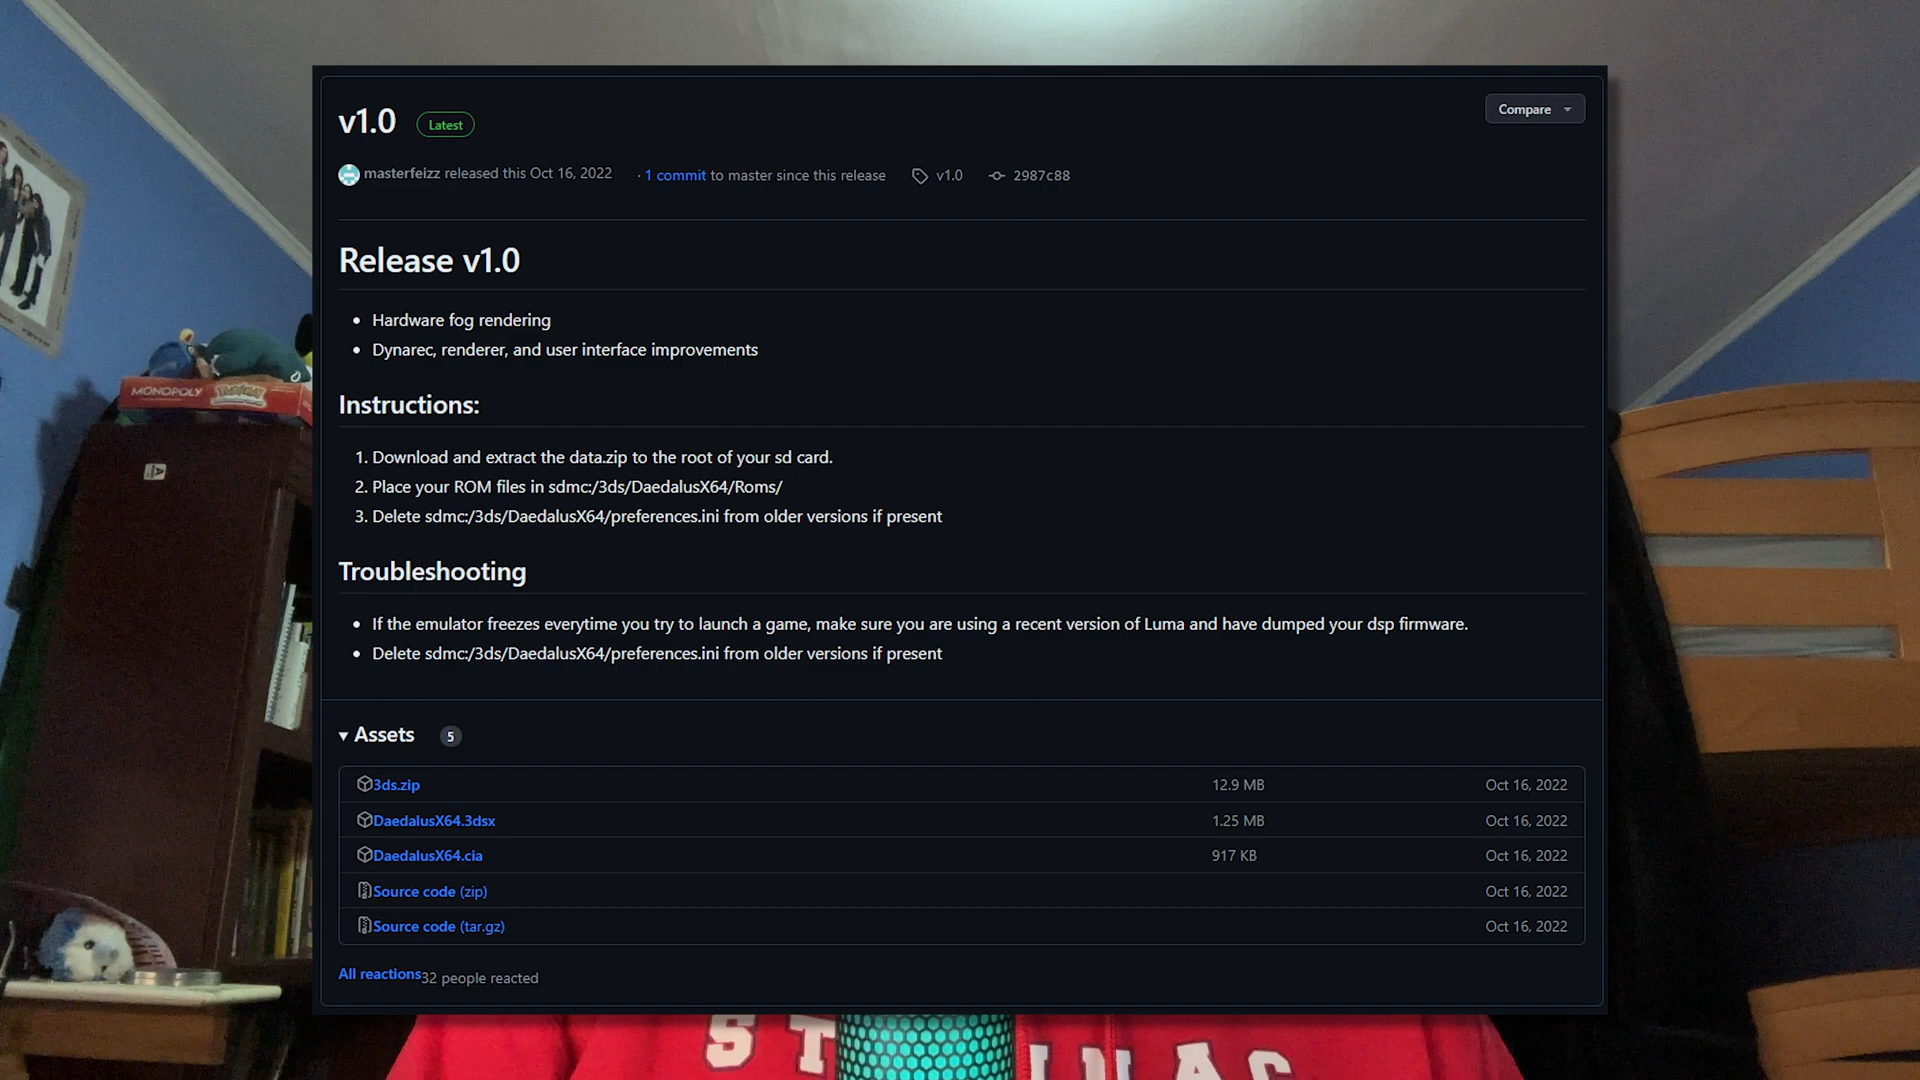 v1.0 Latest Compare
masterfeizz released this Oct 16, 2022 · 1 commit to master since this release v1.0 2987c88
Release v1.0
Hardware fog rendering
Dynarec, renderer, and user interface improvements
Instructions:
1. Download and extract the data.zip to the root of your sd card.
2. Place your ROM files in sdmc:/3ds/DaedalusX64/Roms/
3. Delete sdmc:/3ds/DaedalusX64/preferences.ini from older versions if present
Troubleshooting
If the emulator freezes everytime you try to launch a game, make sure you are using a recent version of Luma and have dumped your dsp firmware.
Delete sdmc:/3ds/DaedalusX64/preferences.ini from older versions if present
Assets 5
3ds.zip 12.9 MB Oct 16, 2022
DaedalusX64.3dsx 1.25 MB Oct 16, 2022
DaedalusX64.cia 917 KB Oct 16, 2022
Source code (zip) Oct 16, 2022
Source code (tar.gz) Oct 16, 2022
All reactions 32 people reacted
MONOPOLY